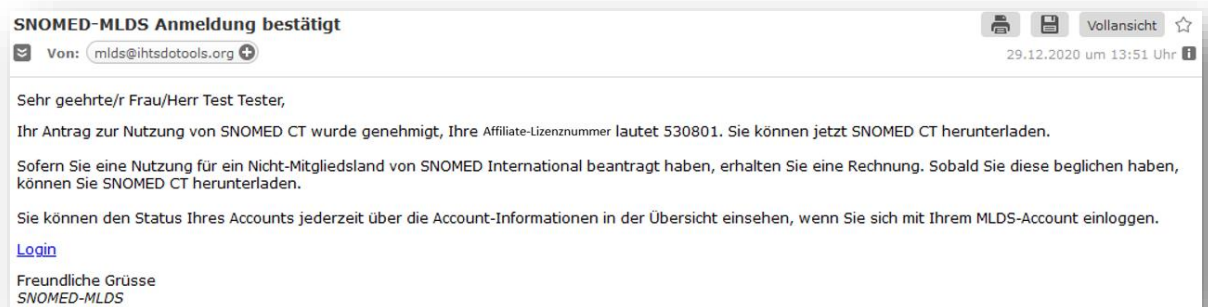 SNOMED-MLDS Anmeldung bestätigt
Vollansicht
Von: mlds@ihtsdotools.org
29.12.2020 um 13:51 Uhr
Sehr geehrte/r Frau/Herr Test Tester,
Ihr Antrag zur Nutzung von SNOMED CT wurde genehmigt, Ihre Affiliate-Lizenznummer lautet 530801. Sie können jetzt SNOMED CT herunterladen.
Sofern Sie eine Nutzung für ein Nicht-Mitgliedsland von SNOMED International beantragt haben, erhalten Sie eine Rechnung. Sobald Sie diese beglichen haben,
können Sie SNOMED CT herunterladen.
Sie können den Status Ihres Accounts jederzeit über die Account-Informationen in der Übersicht einsehen, wenn Sie sich mit Ihrem MLDS-Account einloggen.
Login
Freundliche Grüsse
SNOMED-MLDS